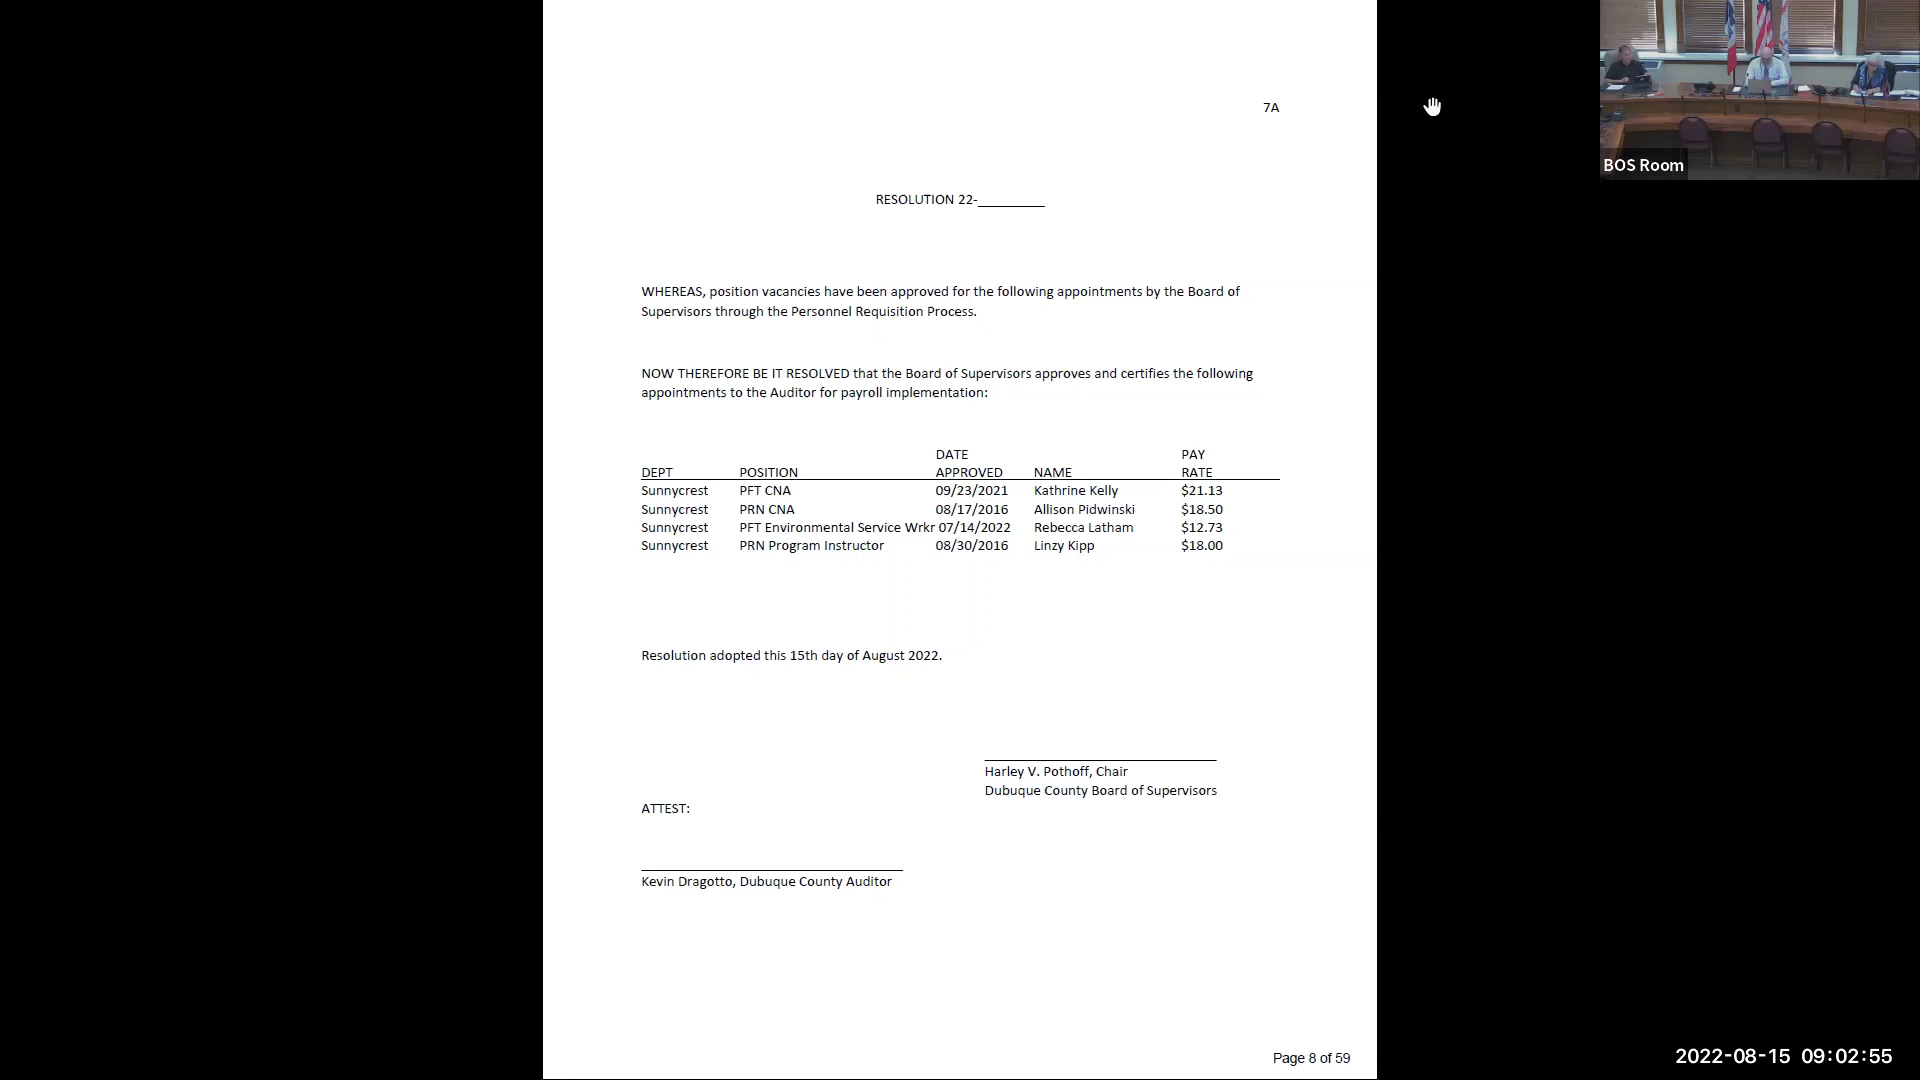 7A
BOS Room
RESOLUTION 22-__________
WHEREAS, position vacancies have been approved for the following appointments by the Board of
Supervisors through the Personnel Requisition Process.
NOW THEREFORE BE IT RESOLVED that the Board of Supervisors approves and certifies the following
appointments to the Auditor for payroll implementation:
DATE PAY
DEPT POSITION APPROVED NAME RATE
Sunnycrest PFT CNA 09/23/2021 Kathrine Kelly $21.13
Sunnycrest PRN CNA 08/17/2016 Allison Pidwinski $18.50
Sunnycrest PFT Environmental Service Wrkr 07/14/2022 Rebecca Latham $12.73
Sunnycrest PRN Program Instructor 08/30/2016 Linzy Kipp $18.00
Resolution adopted this 15th day of August 2022.
Harley V. Pothoff, Chair
Dubuque County Board of Supervisors
ATTEST:
Kevin Dragotto, Dubuque County Auditor
Page 8 of 59
2022-08-15 09:02:55